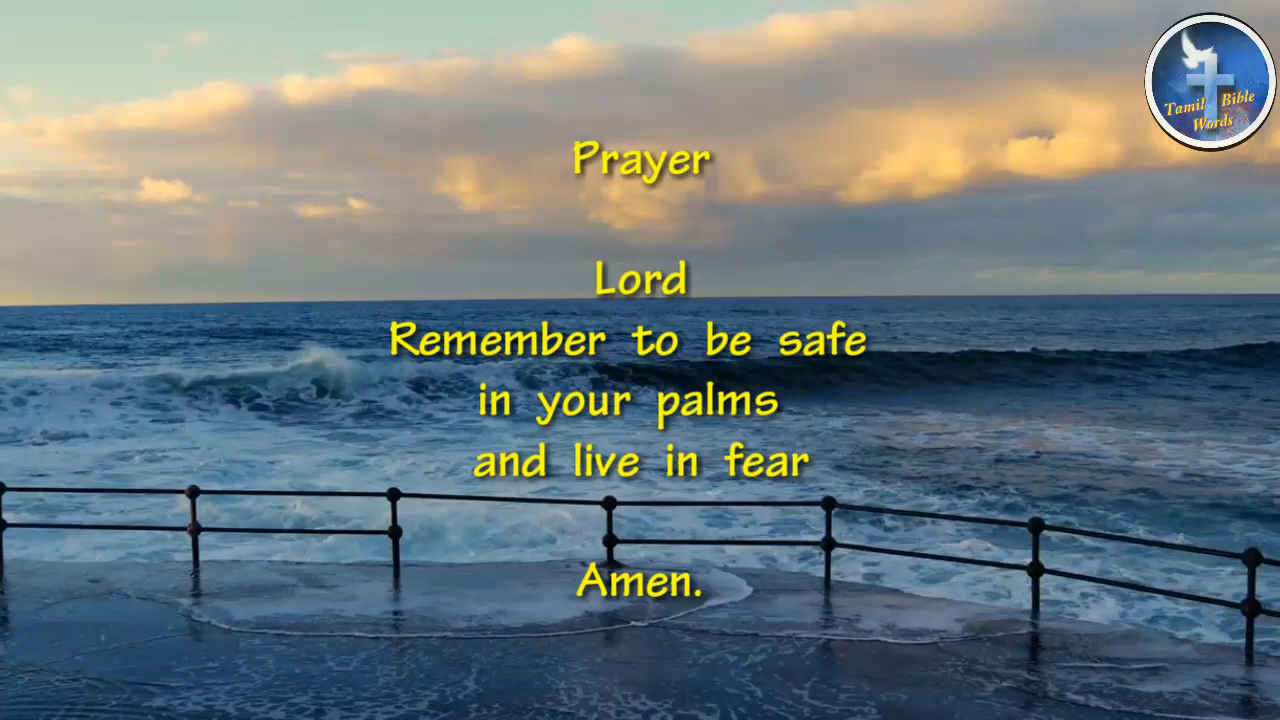 Tamil Bible
Words
Prayer
Lord
Remember to be safe
in your palms
and live in fear
Amen.